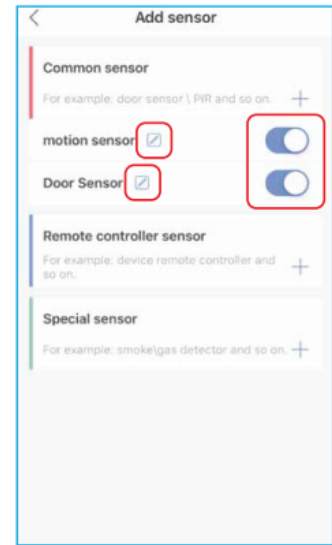 Add sensor
Common sensor
For example, door sensor \ PIR and so on.
motion sensor
Door Sensor
Remote controller sensor
For example: device remote controller and
so on.
Special sensor
For example: smoke\gas detector and so on.